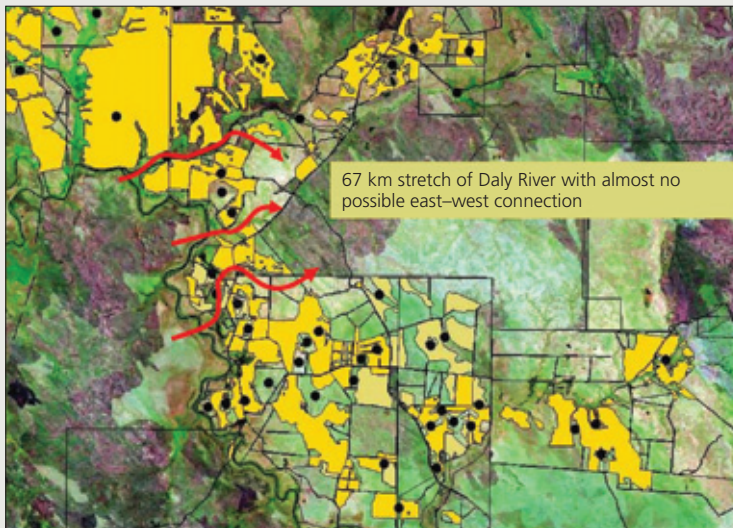 67 km stretch of Daly River with almost no
possible east–west connection